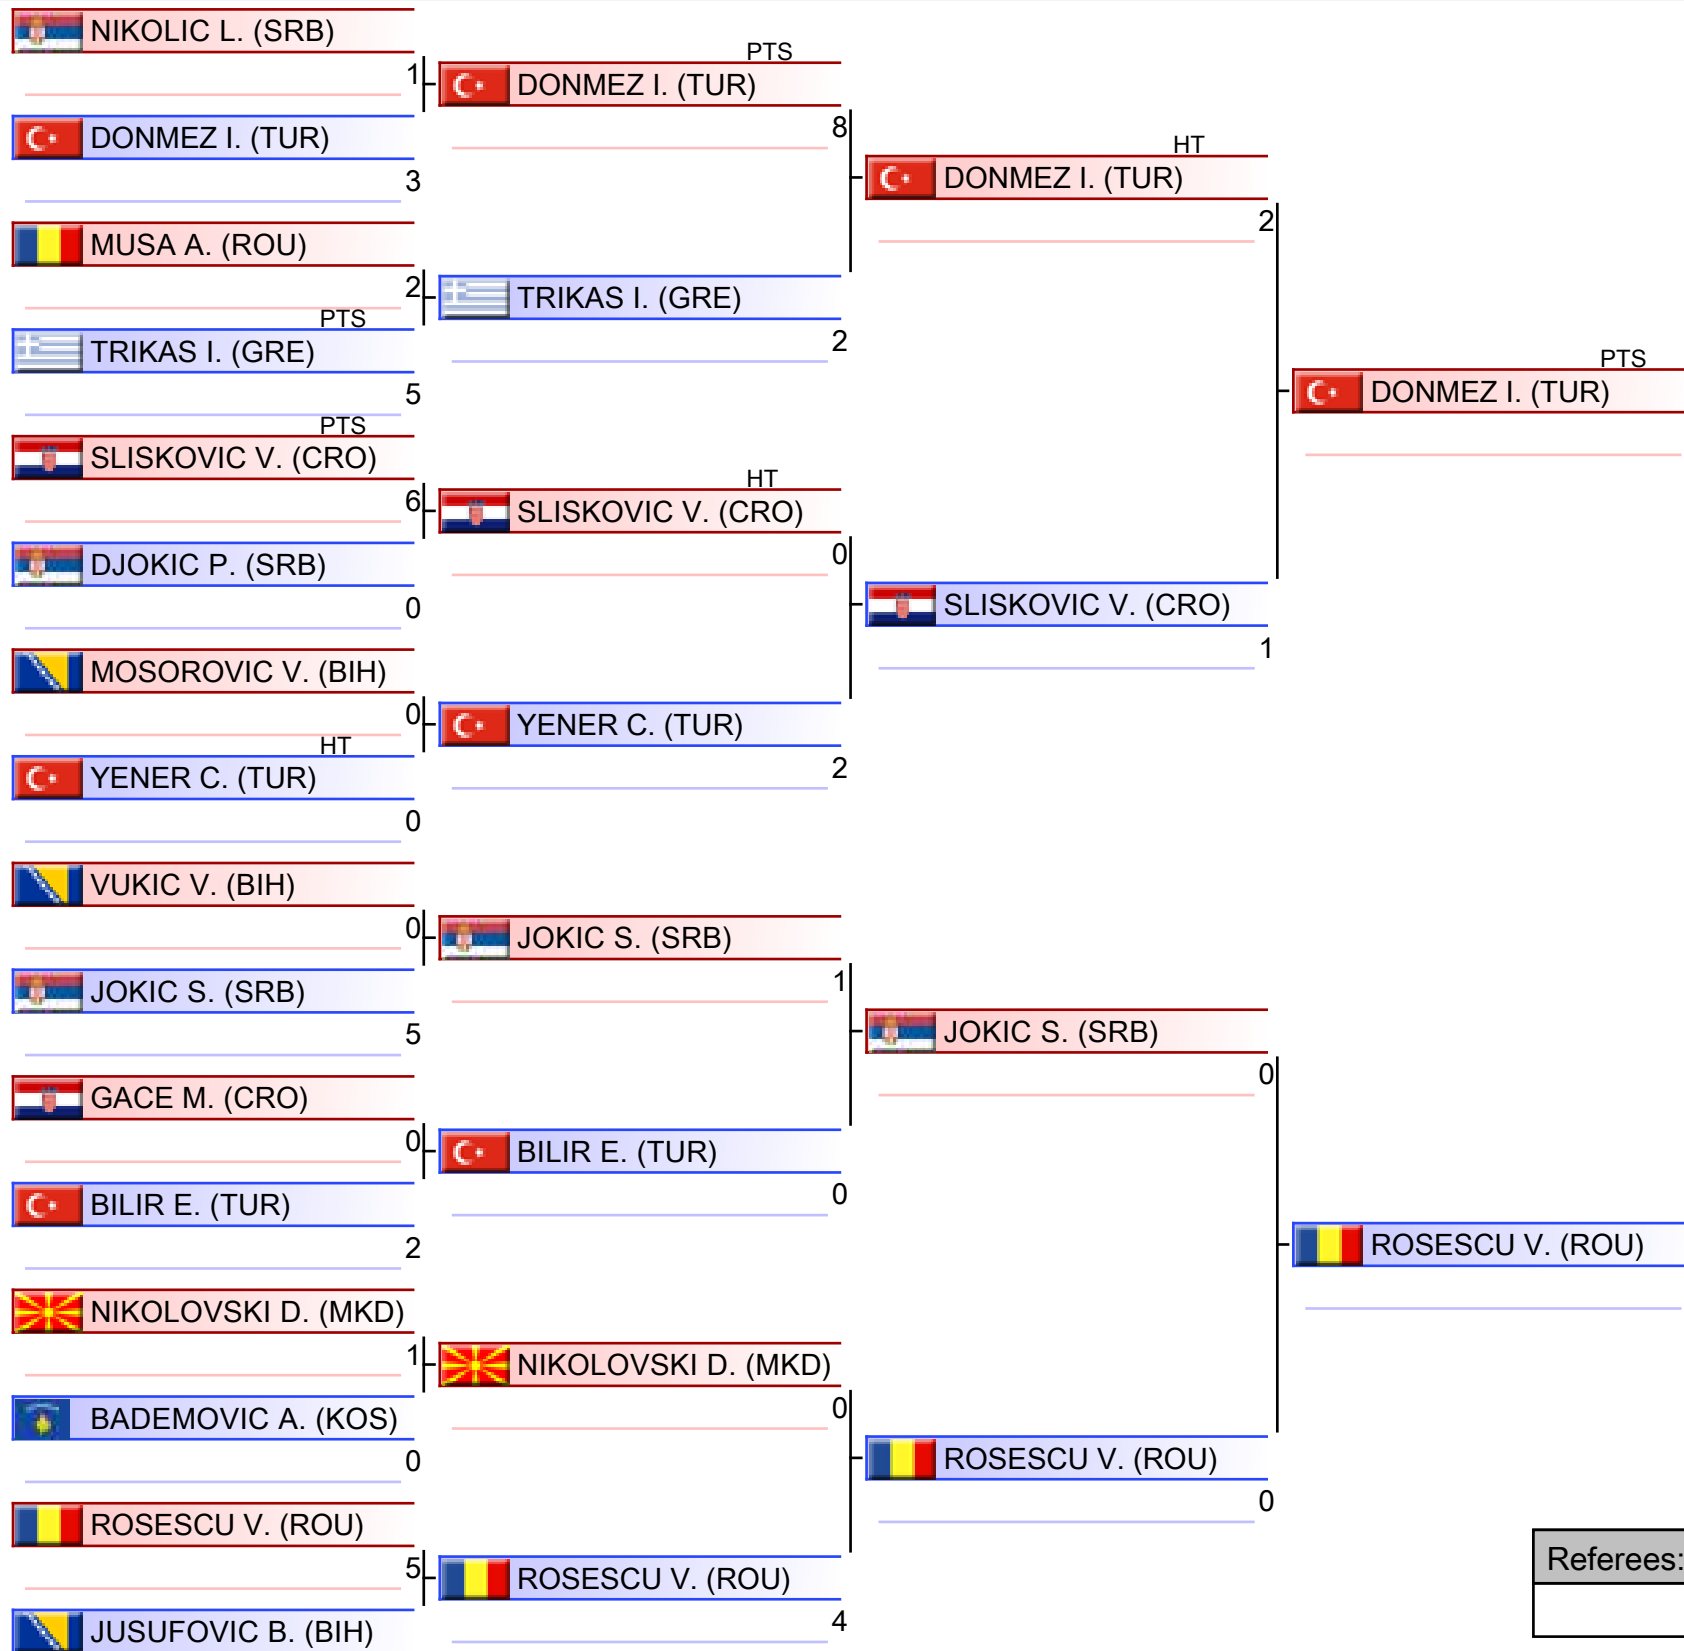 NIKOLIC L. (SRB)
1
DONMEZ I. (TUR)
3
MUSA A. (ROU)
2
PTS
TRIKAS I. (GRE)
5
PTS
SLISKOVIC V. (CRO)
6
DJOKIC P. (SRB)
0
MOSOROVIC V. (BIH)
0
HT
YENER C. (TUR)
0
VUKIC V. (BIH)
0
JOKIC S. (SRB)
5
GACE M. (CRO)
0
BILIR E. (TUR)
2
NIKOLOVSKI D. (MKD)
1
BADEMOVIC A. (KOS)
0
ROSESCU V. (ROU)
5
JUSUFOVIC B. (BIH)
PTS
DONMEZ I. (TUR)
8
TRIKAS I. (GRE)
2
HT
SLISKOVIC V. (CRO)
0
YENER C. (TUR)
2
JOKIC S. (SRB)
1
BILIR E. (TUR)
0
NIKOLOVSKI D. (MKD)
0
ROSESCU V. (ROU)
4
HT
DONMEZ I. (TUR)
2
SLISKOVIC V. (CRO)
1
JOKIC S. (SRB)
0
ROSESCU V. (ROU)
0
PTS
DONMEZ I. (TUR)
ROSESCU V. (ROU)
Referees: